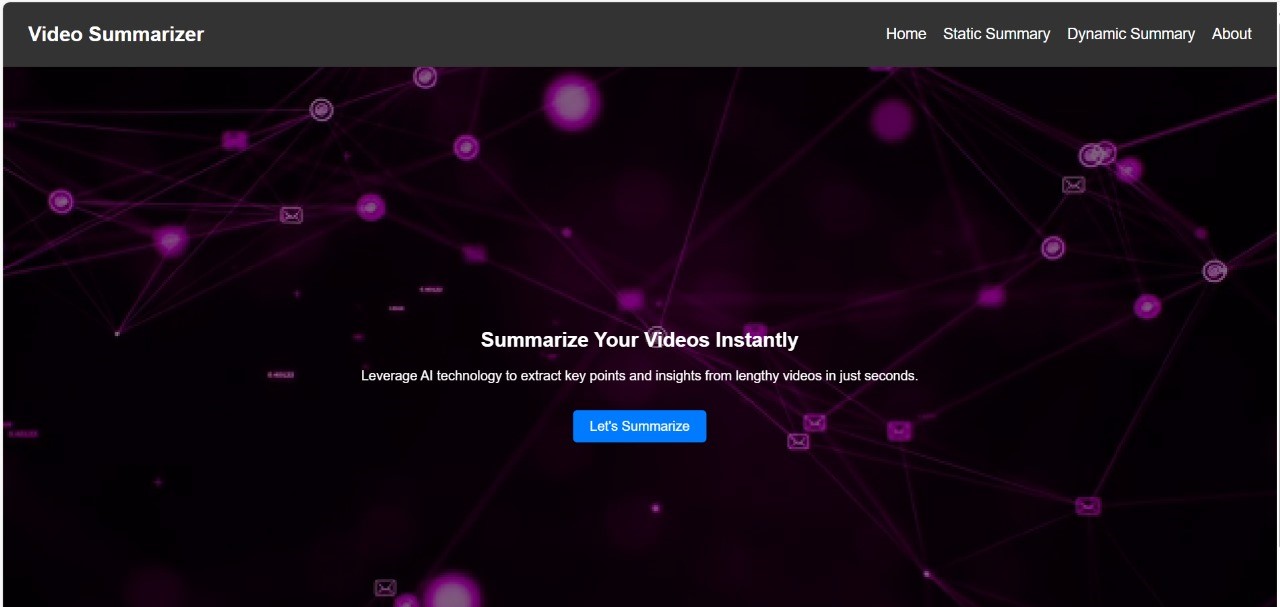 Video Summarizer
Home Static Summary Dynamic Summary About
Summarize Your Videos Instantly
Leverage AI technology to extract key points and insights from lengthy videos in just seconds.
Let's Summarize